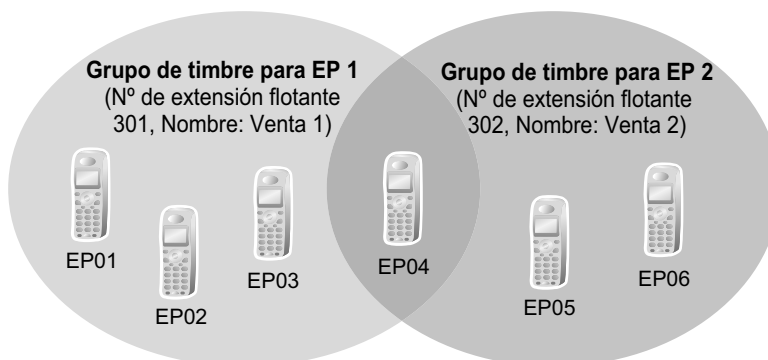 Grupo de timbre para EP 1
(Nº de extensión flotante
301, Nombre: Venta 1)
Grupo de timbre para EP 2
(Nº de extensión flotante
302, Nombre: Venta 2)
EP01
EP02
EP03
EP04
EP05
EP06